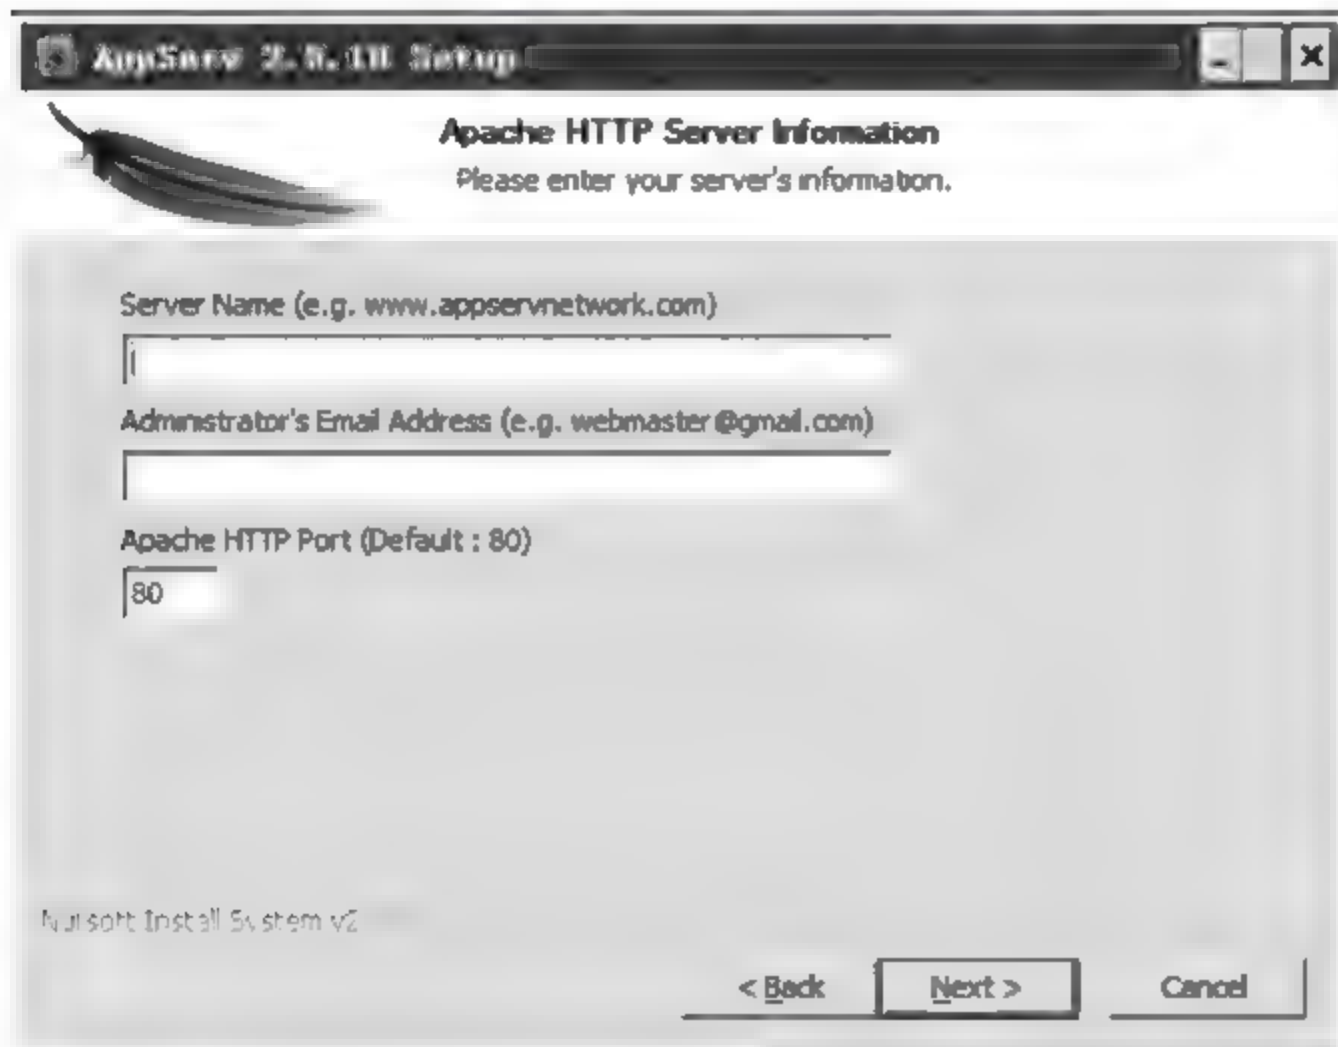 AppServ 2.5.10 Setup
Apache HTTP Server Information
Please enter your server's information.
Server Name (e.g. www.appservnetwork.com)
Administrator's Email Address (e.g. webmaster@gmail.com)
Apache HTTP Port (Default : 80)
80
Nullsoft Install System v2
< Back
Next >
Cancel